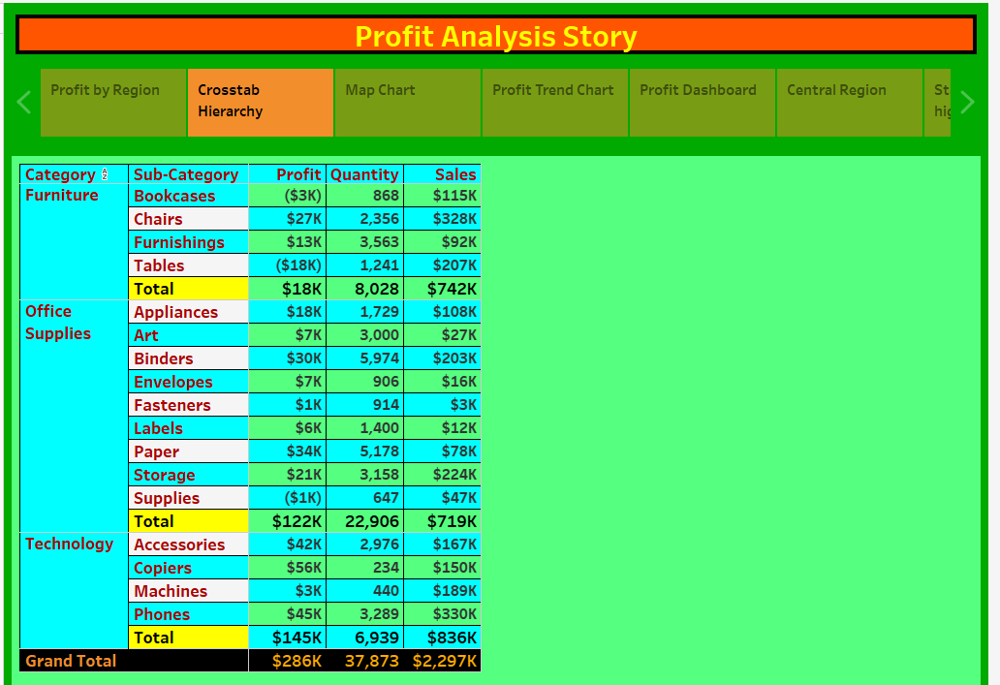 Profit Analysis Story
Profit by Region
Crosstab
Hierarchy
Map Chart
Profit Trend Chart
Profit Dashboard
Central Region
Category Sub-Category Profit Quantity Sales
Furniture Bookcases ($3K) 868 $115K
Chairs $27K 2,356 $328K
Furnishings $13K 3,563 $92K
Tables ($18K) 1,241 $207K
Total $18K 8,028 $742K
Office Appliances $18K 1,729 $108K
Supplies Art $7K 3,000 $27K
Binders $30K 5,974 $203K
Envelopes $7K 906 $16K
Fasteners $1K 914 $3K
Labels $6K 1,400 $12K
Paper $34K 5,178 $78K
Storage $21K 3,158 $224K
Supplies ($1K) 647 $47K
Total $122K 22,906 $719K
Technology Accessories $42K 2,976 $167K
Copiers $56K 234 $150K
Machines $3K 440 $189K
Phones $45K 3,289 $330K
Total $145K 6,939 $836K
Grand Total $286K 37,873 $2,297K